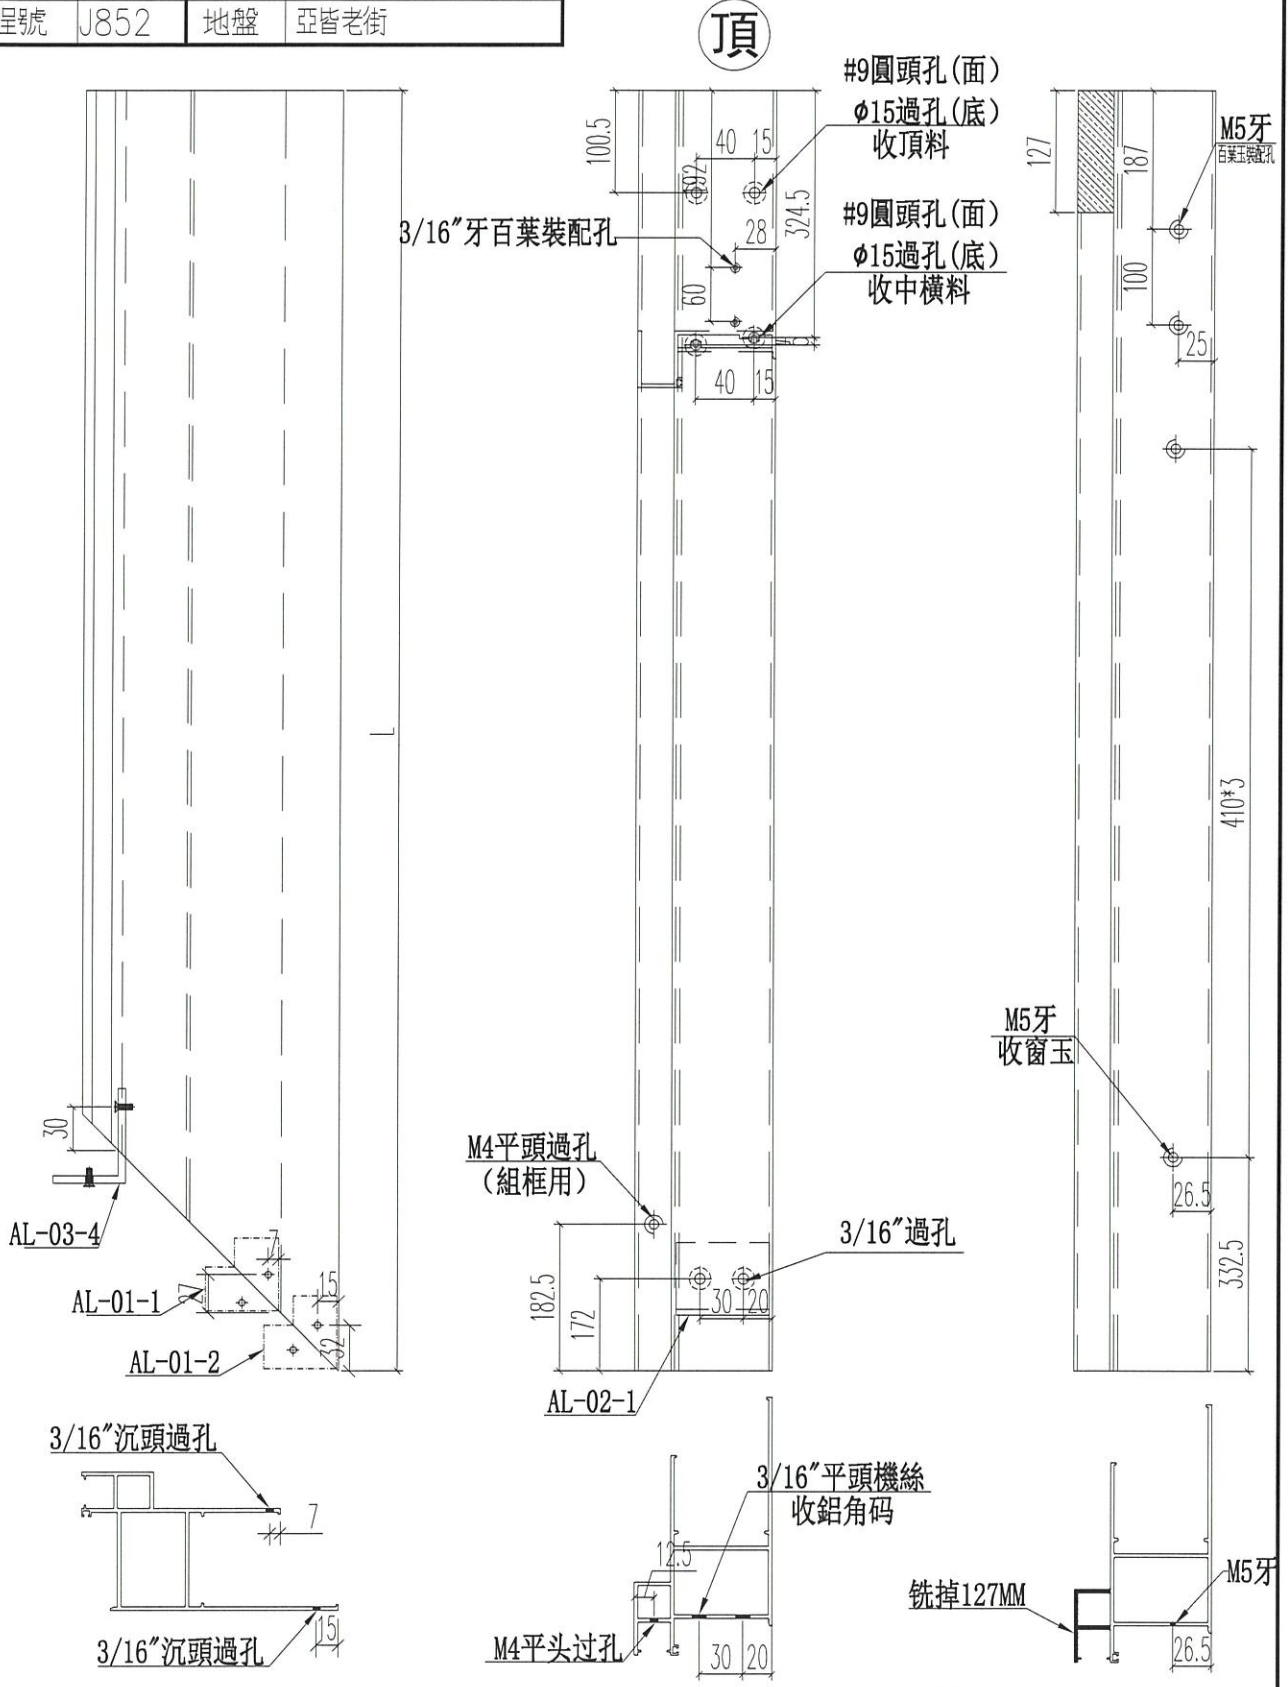 程號 J852 地盤 亞皆老街
頂
#9圓頭孔(面)
ϕ15過孔(底)
收頂料
100.5
40
15
92
324.5
3/16"牙百葉裝配孔
28
60
#9圓頭孔(面)
ϕ15過孔(底)
收中橫料
40
15
127
187
M5牙
百葉玉裝配孔
100
25
L
410*3
M5牙
收窗玉
26.5
332.5
30
AL-03-4
7
27
AL-01-1
15
32
AL-01-2
M4平頭過孔
(組框用)
3/16"過孔
182.5
172
30
20
AL-02-1
3/16"沉頭過孔
7
15
3/16"沉頭過孔
3/16"平頭機絲
收鋁角码
12.5
M4平头过孔
30
20
铣掉127MM
M5牙
26.5